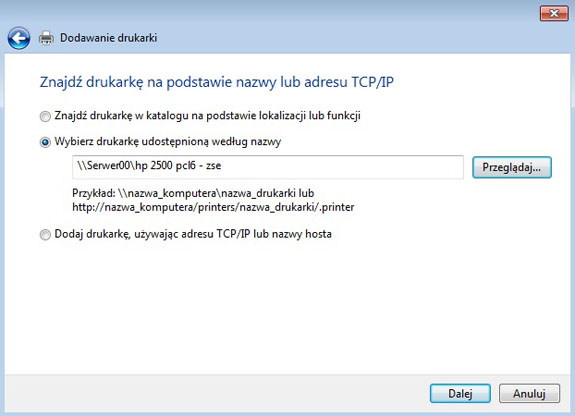 Dodawanie drukarki
Znajdź drukarkę na podstawie nazwy lub adresu TCP/IP
Znajdź drukarkę w katalogu na podstawie lokalizacji lub funkcji
Wybierz drukarkę udostępnioną według nazwy
\\Serwer00\hp 2500 pcl6 - zse
Przeglądaj...
Przykład: \\nazwa_komputera\nazwa_drukarki lub
http://nazwa_komputera/printers/nazwa_drukarki/.printer
Dodaj drukarkę, używając adresu TCP/IP lub nazwy hosta
Dalej
Anuluj